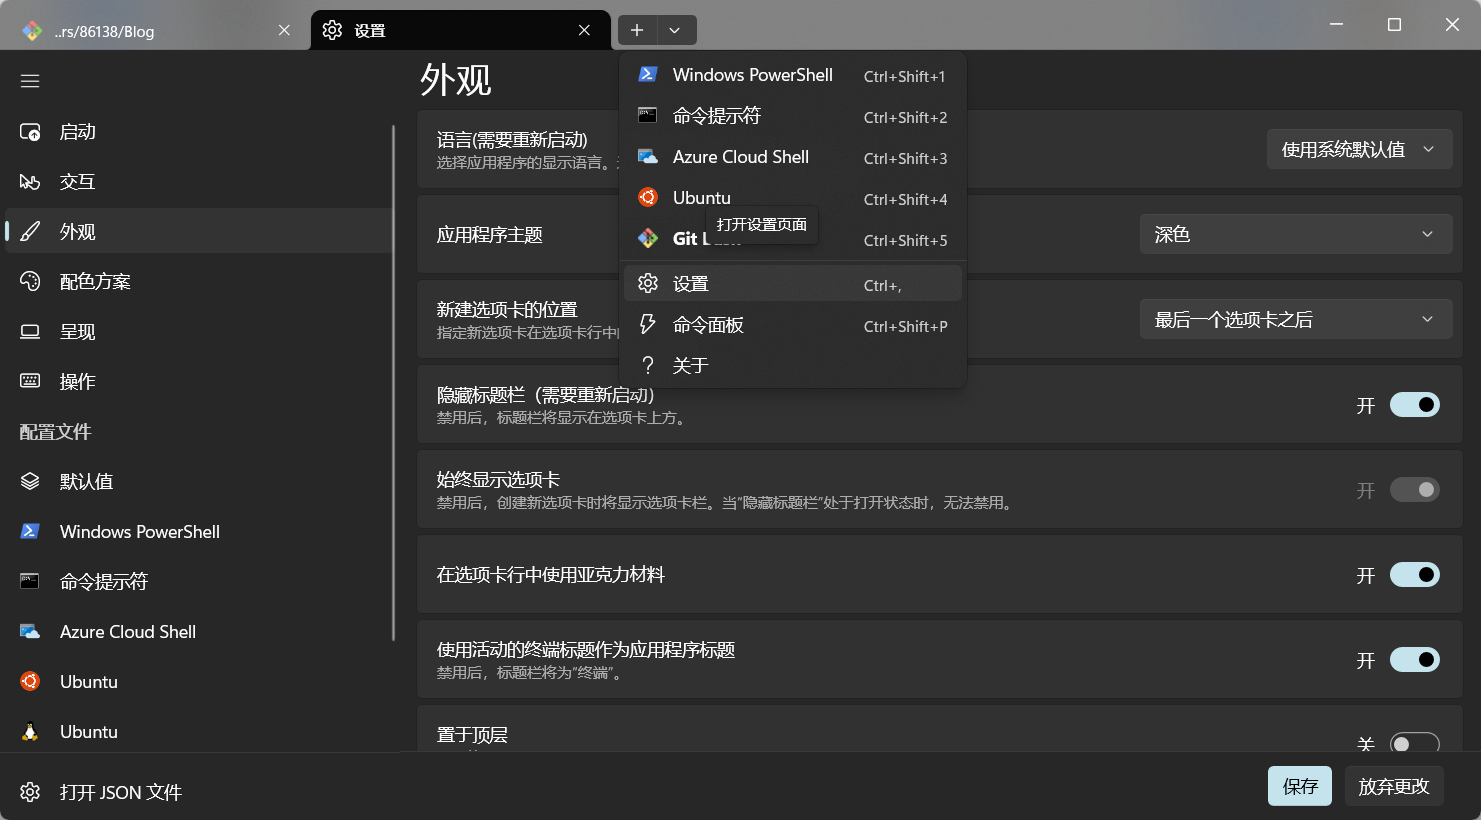 ..rs/86138/Blog
设置
外观
启动
交互
外观
配色方案
呈现
操作
配置文件
默认值
Windows PowerShell
命令提示符
Azure Cloud Shell
Ubuntu
Ubuntu
打开 JSON 文件
Windows PowerShell Ctrl+Shift+1
命令提示符 Ctrl+Shift+2
Azure Cloud Shell Ctrl+Shift+3
Ubuntu Ctrl+Shift+4
打开设置页面
Git Ctrl+Shift+5
设置 Ctrl+,
命令面板 Ctrl+Shift+P
关于
语言(需要重新启动)
选择应用程序的显示语言。
使用系统默认值
应用程序主题
深色
新建选项卡的位置
指定新选项卡在选项卡行中
最后一个选项卡之后
隐藏标题栏（需要重新启动）
禁用后，标题栏将显示在选项卡上方。
开
始终显示选项卡
禁用后，创建新选项卡时将显示选项卡栏。当“隐藏标题栏”处于打开状态时，无法禁用。
开
在选项卡行中使用亚克力材料
开
使用活动的终端标题作为应用程序标题
禁用后，标题栏将为“终端”。
开
置于顶层
关
保存
放弃更改